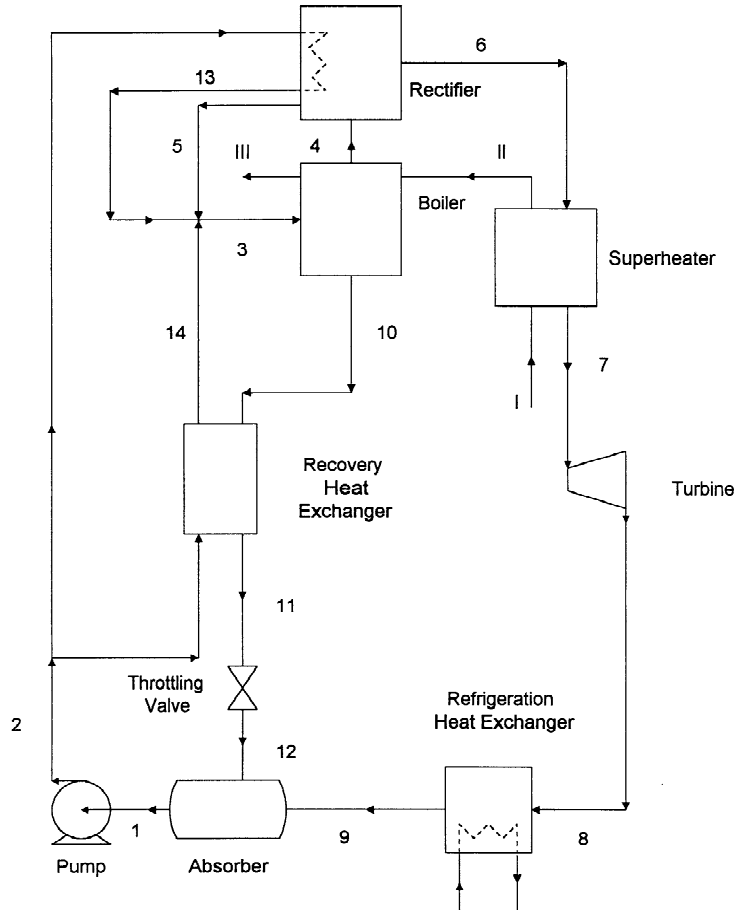 6
13
Rectifier
5
III
4
II
Boiler
3
Superheater
14
10
7
I
Recovery
Heat
Exchanger
Turbine
11
Throttling
Valve
Refrigeration
Heat Exchanger
2
12
1
9
8
Pump
Absorber